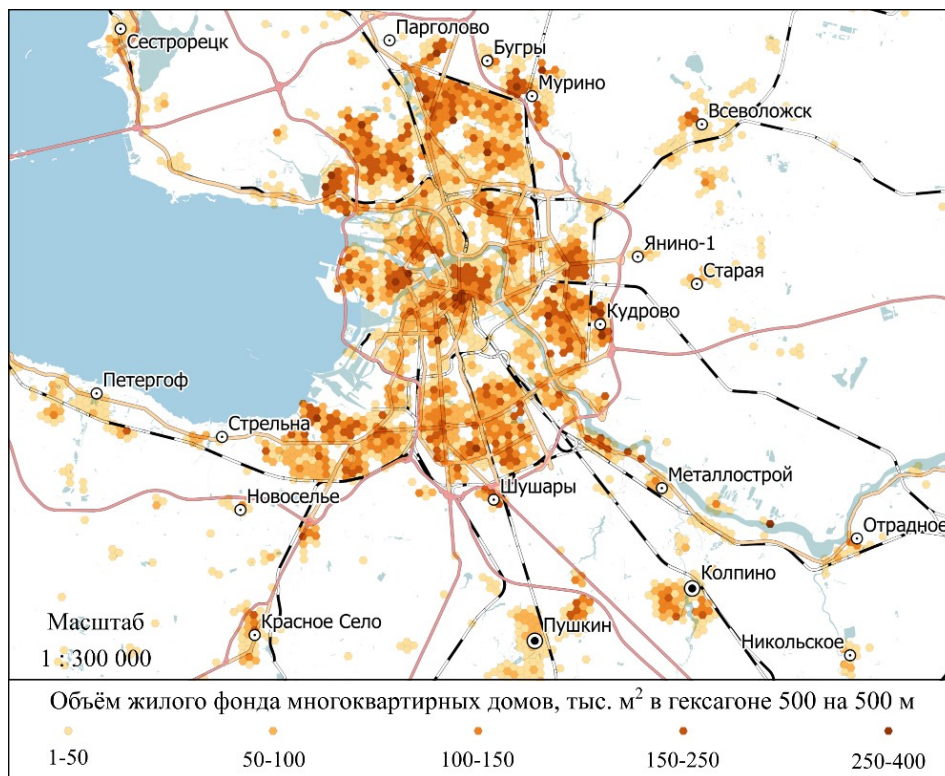 Парголово
Сестрорецк
Бугры
Мурино
Всеволожск
Янино-1
Старая
Кудрово
Петергоф
Стрельна
Металлострой
Новоселье
Шушары
Отрадное
Колпино
Масштаб
1 : 300 000
Красное Село
Пушкин
Никольское
Объём жилого фонда многоквартирных домов, тыс. м² в гексагоне 500 на 500 м
1-50 50-100 100-150 150-250 250-400